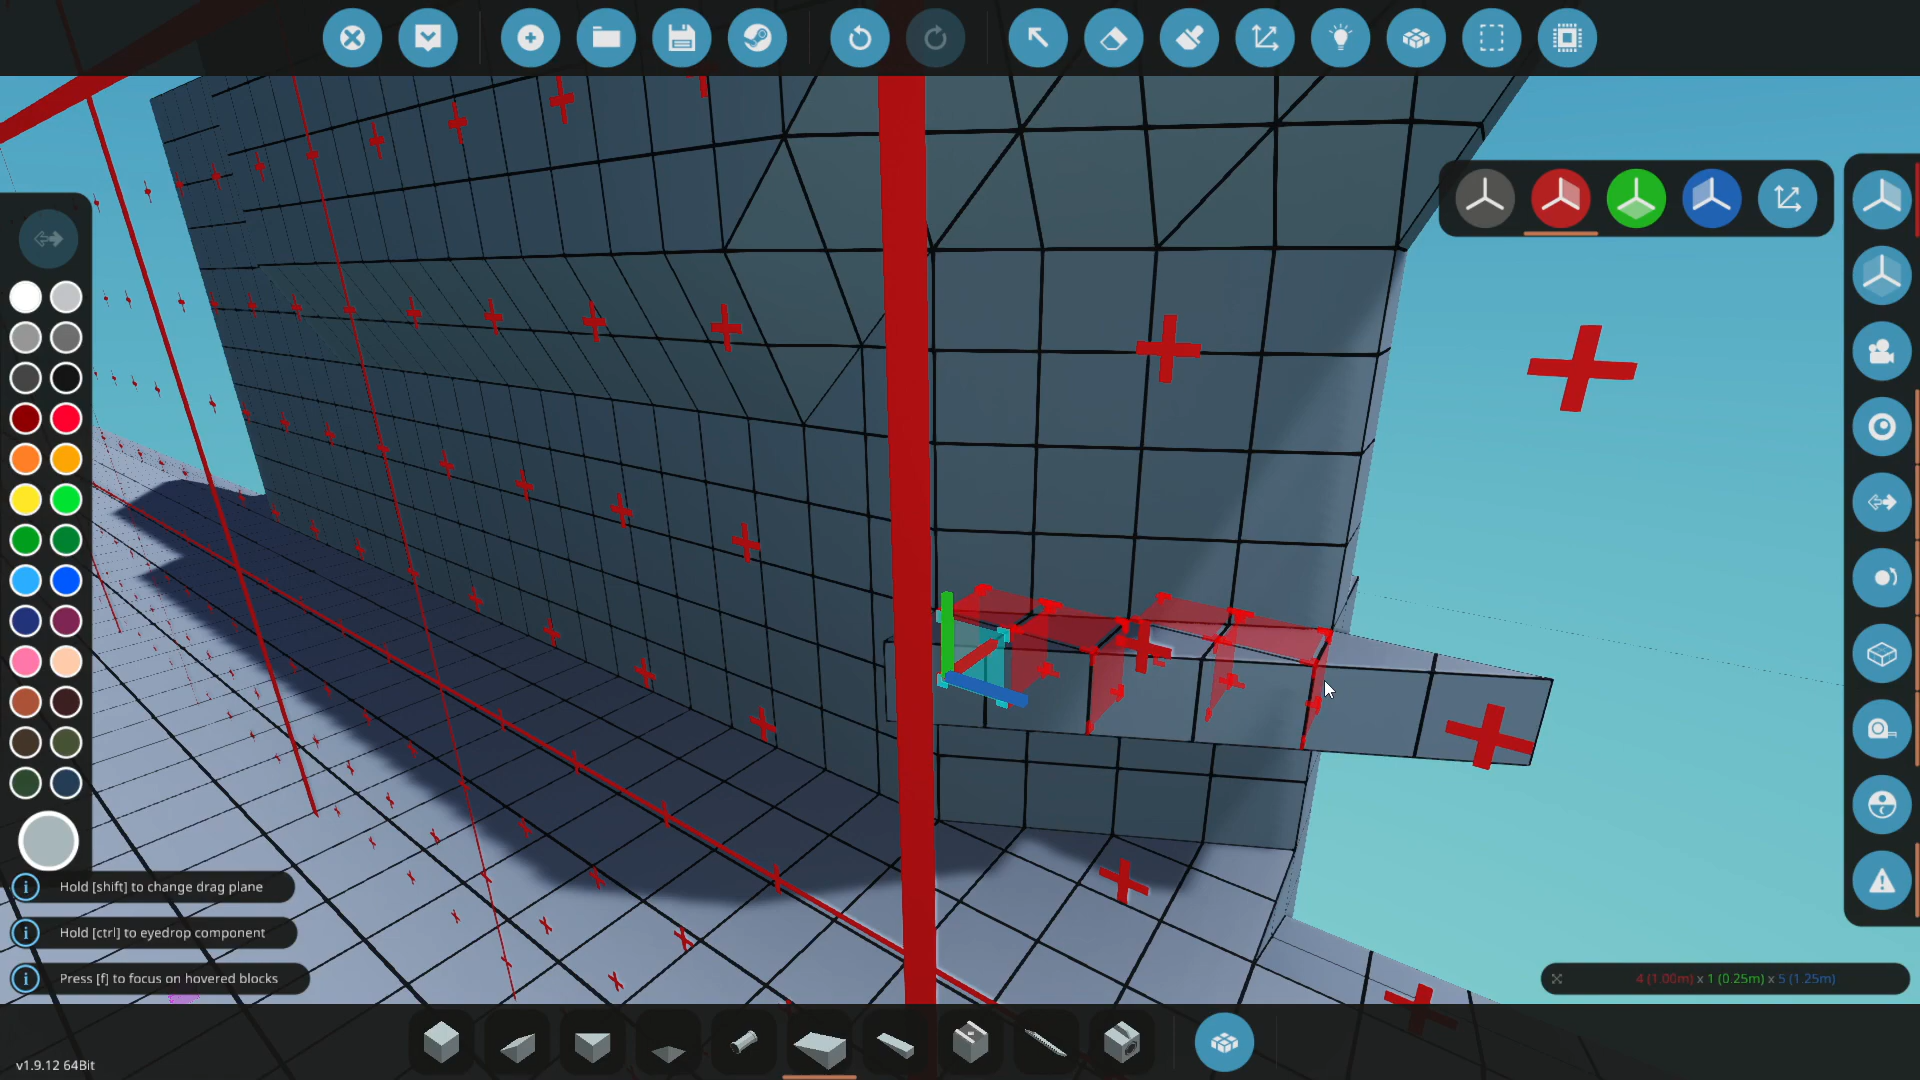 Hold [shift] to change drag plane
Hold [ctrl] to eyedrop component
Press [f] to focus on hovered blocks
4 (1.00m) x 1 (0.25m) x 5 (1.25m)
v1.9.12 64Bit